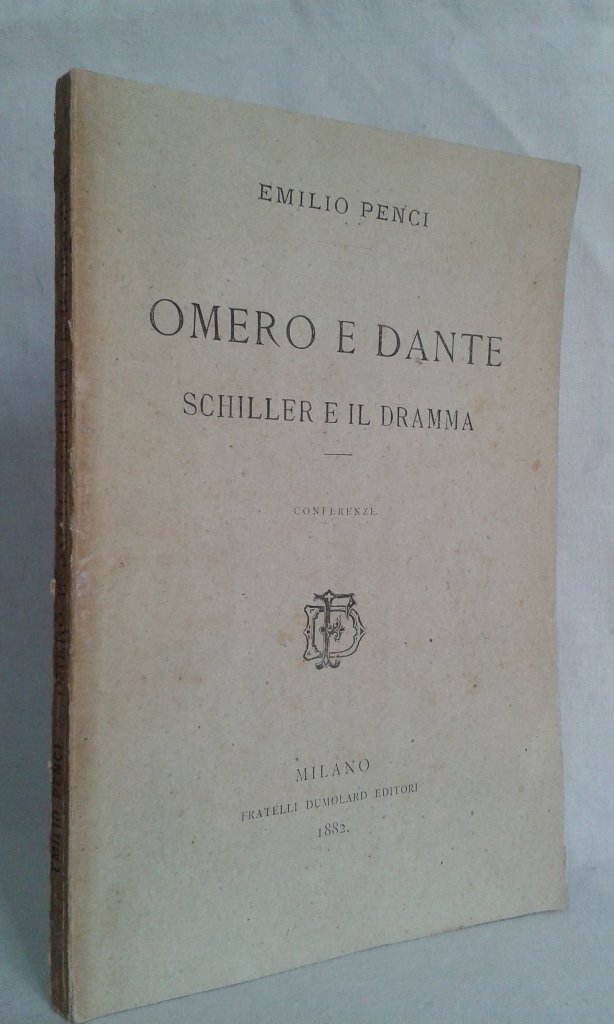 EMILIO PENCI
OMERO E DANTE
SCHILLER E IL DRAMMA
CONFERENZE
MILANO
FRATELLI DUMOLARD EDITORI
1882.